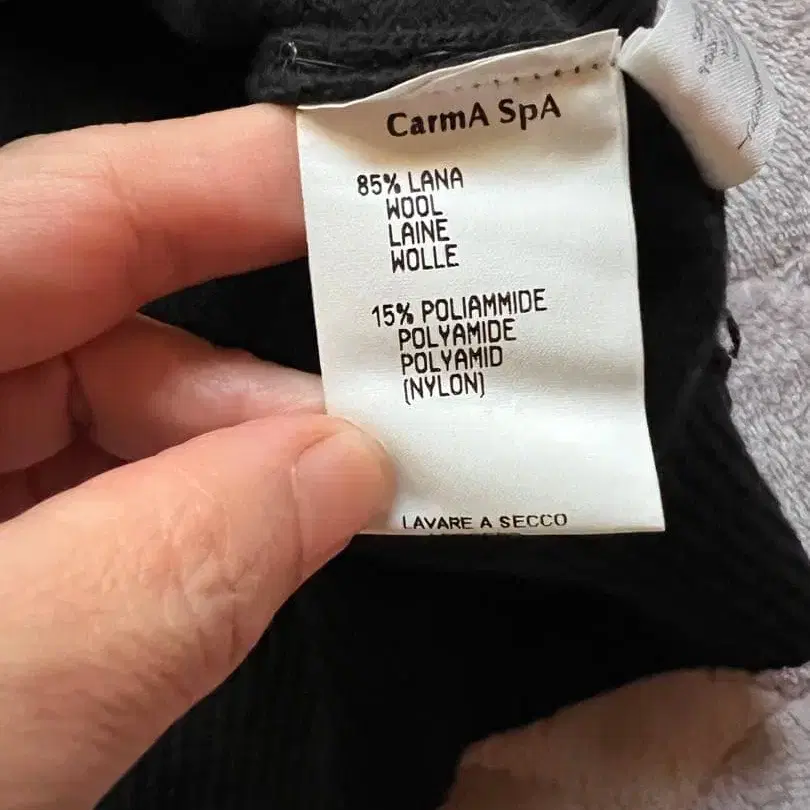 CarmA SpA
85% LANA
WOOL
LAINE
WOLLE
15% POLIAMMIDE
POLYAMIDE
POLYAMID
(NYLON)
LAVARE A SECCO